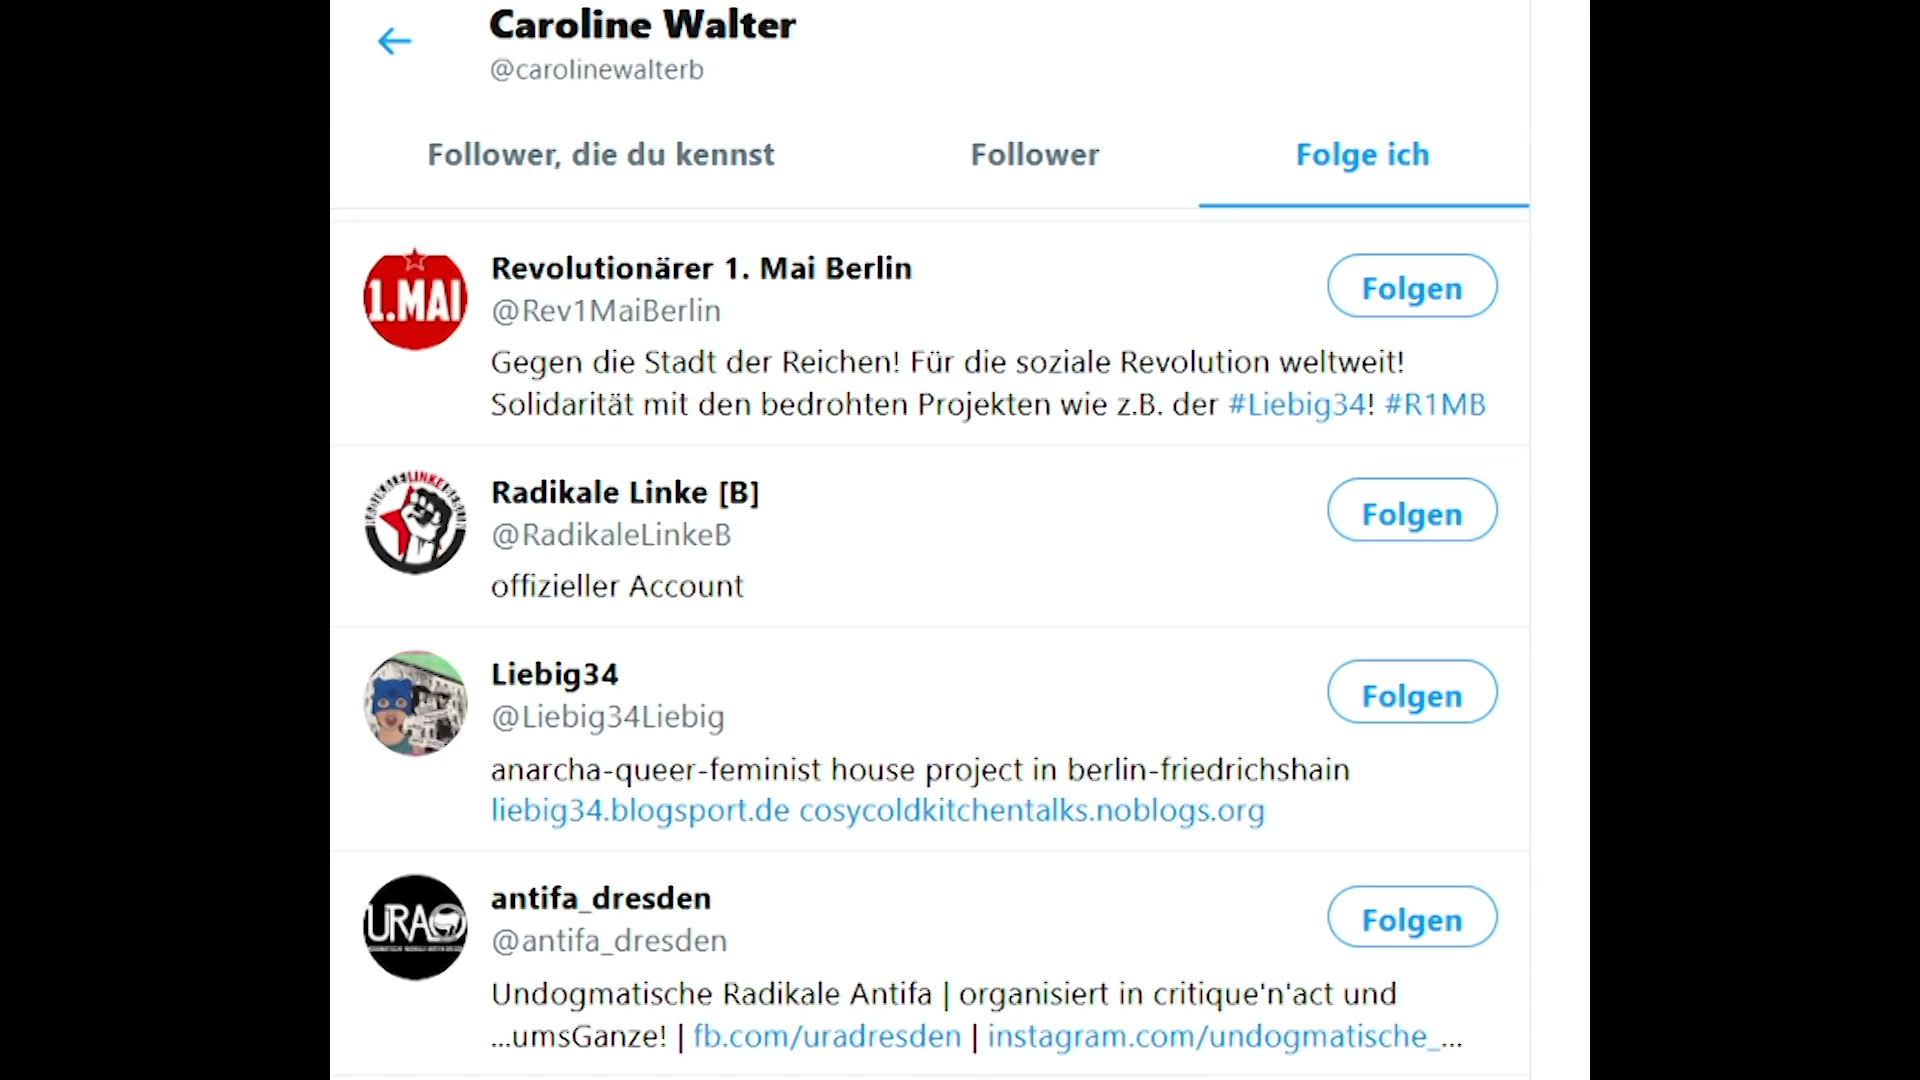 Caroline Walter
@carolinewalterb
Follower, die du kennst
Follower
Folge ich
1.MAI
Revolutionärer 1. Mai Berlin
@Rev1MaiBerlin
Folgen
Gegen die Stadt der Reichen! Für die soziale Revolution weltweit!
Solidarität mit den bedrohten Projekten wie z.B. der #Liebig34! #R1MB
LINKE
Radikale Linke [B]
@RadikaleLinkeB
Folgen
offizieller Account
Liebig34
@Liebig34Liebig
Folgen
anarcha-queer-feminist house project in berlin-friedrichshain
liebig34.blogsport.de cosycoldkitchentalks.noblogs.org
URA
antifa_dresden
@antifa_dresden
Folgen
Undogmatische Radikale Antifa | organisiert in critique'n'act und
...umsGanze! | fb.com/uradresden | instagram.com/undogmatische_...